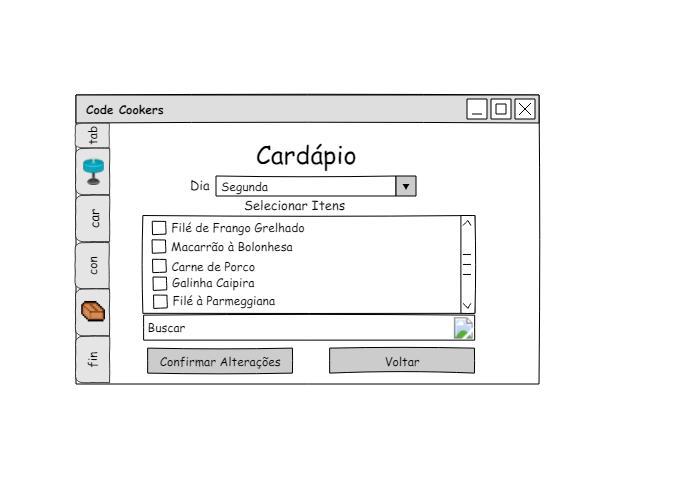 Code Cookers
tab
car
con
fin
Cardápio
Dia Segunda
Selecionar Itens
Filé de Frango Grelhado
Macarrão à Bolonhesa
Carne de Porco
Galinha Caipira
Filé à Parmeggiana
Buscar
Confirmar Alterações Voltar